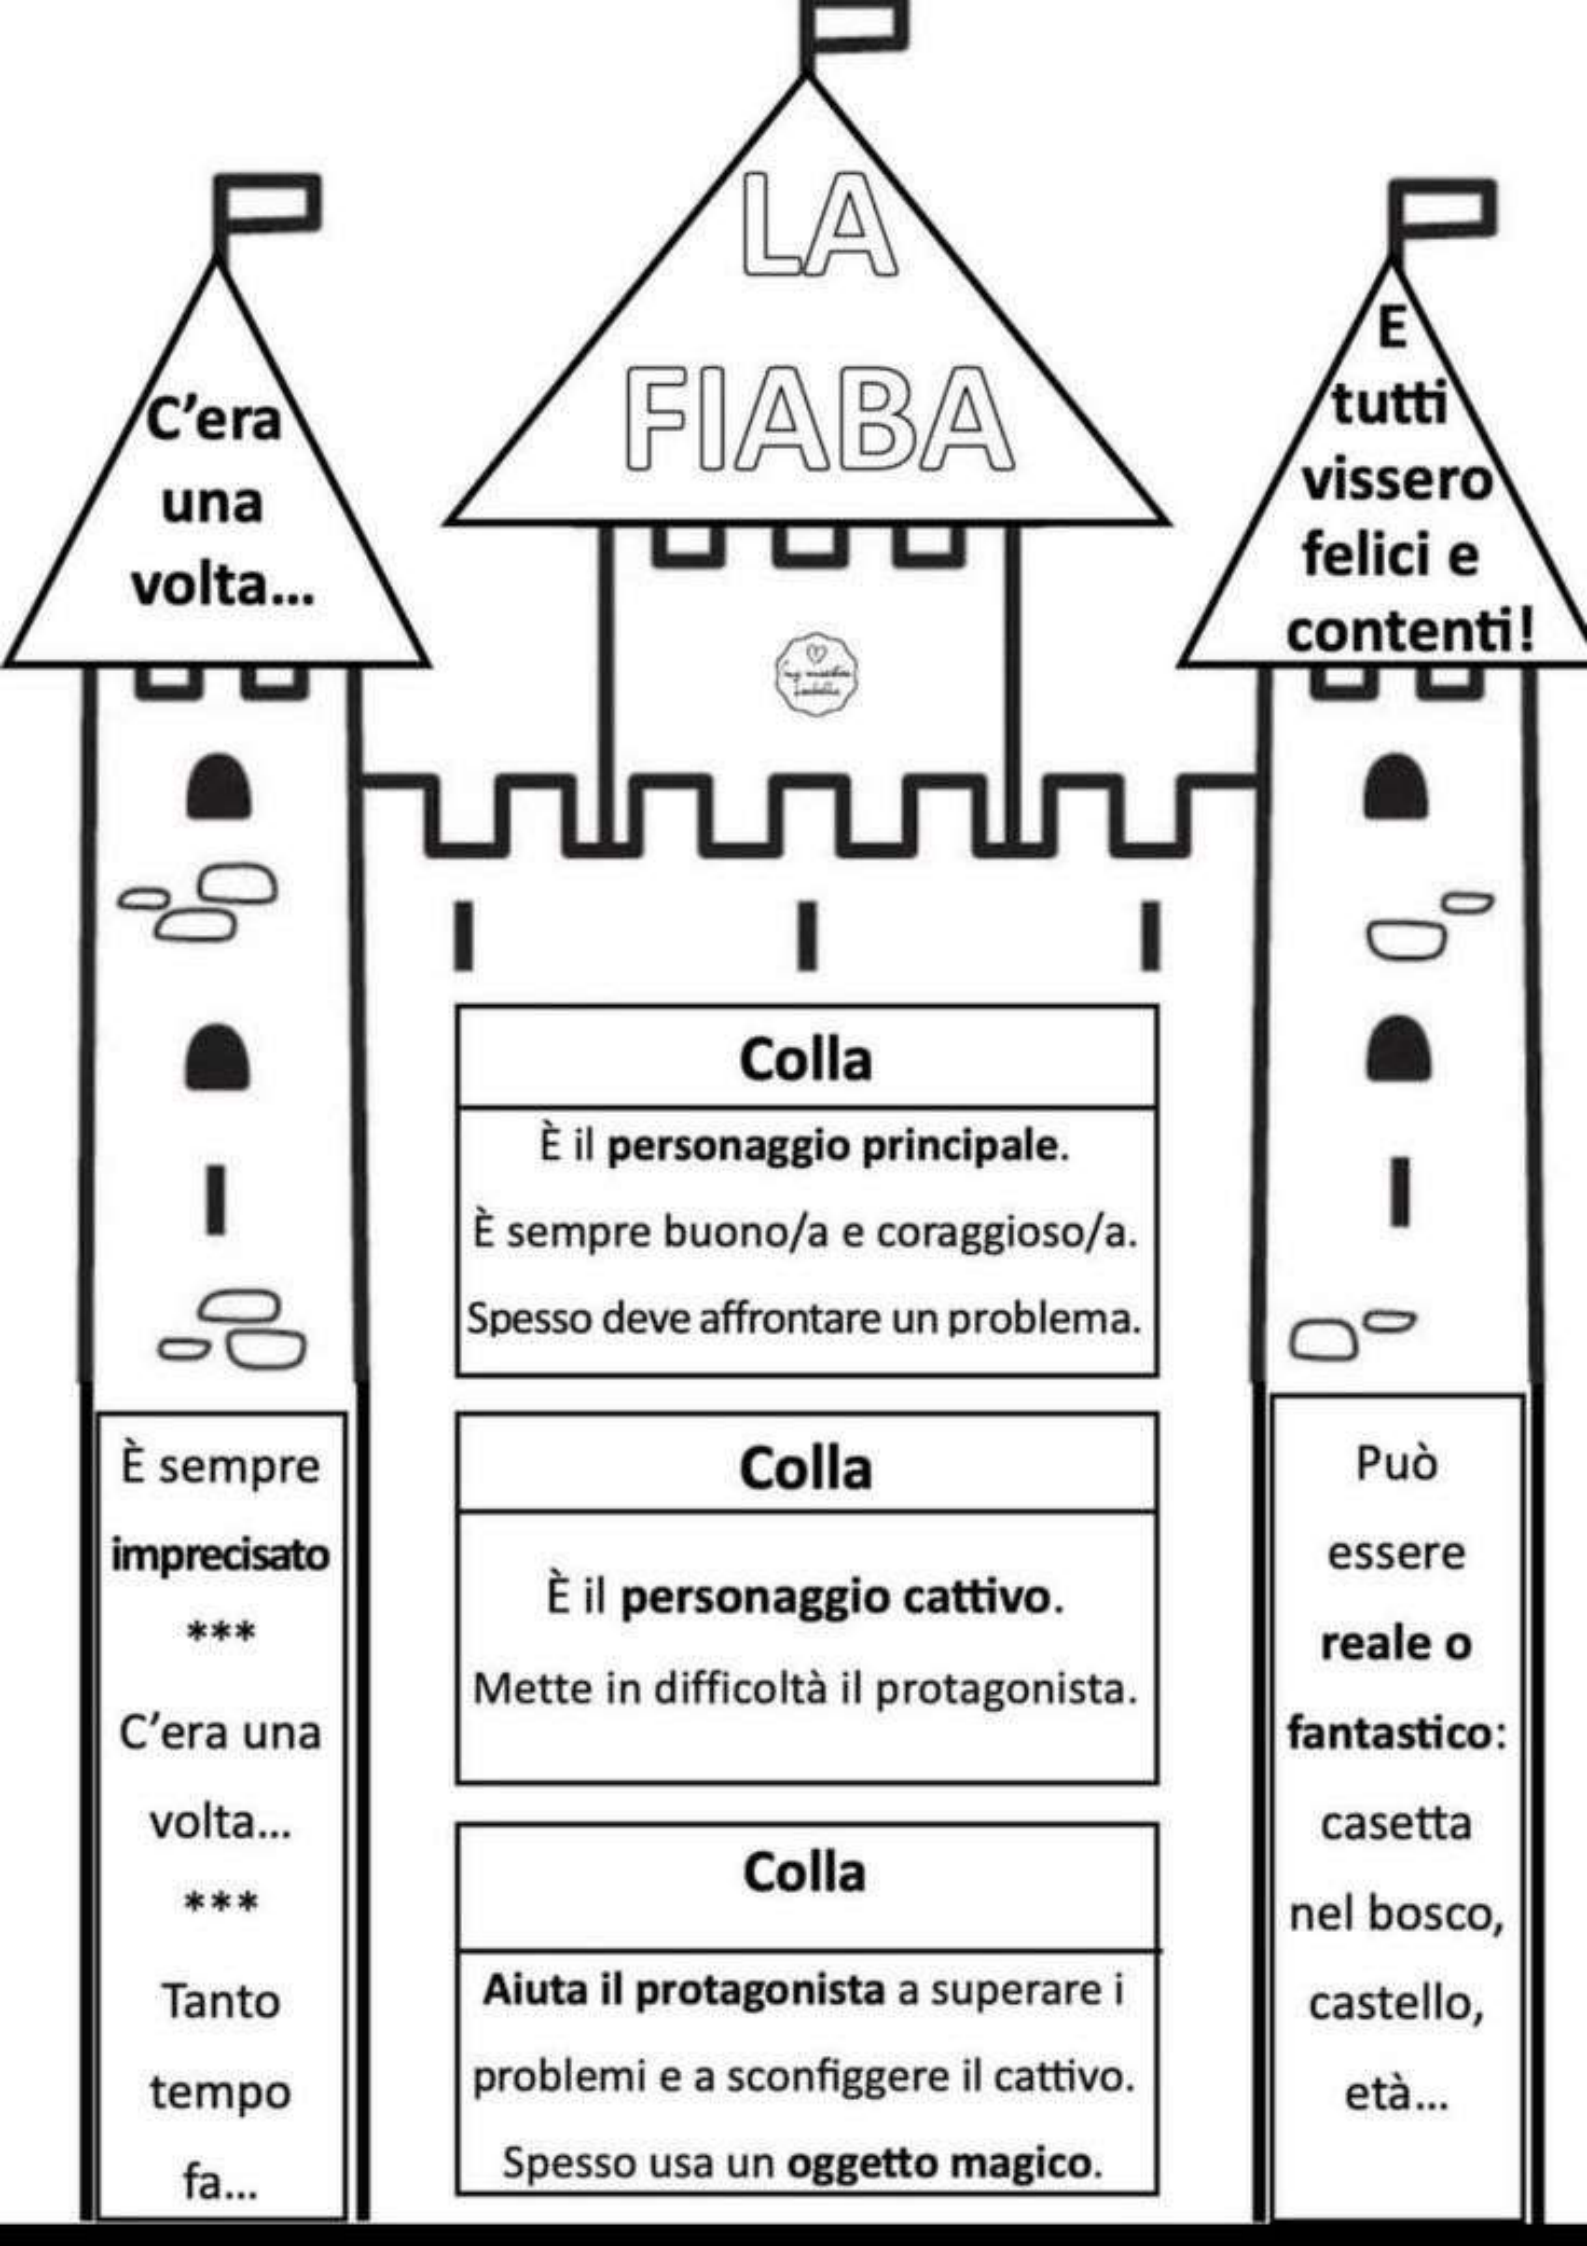 LA
FIABA
C'era
una
volta...
E
tutti
vissero
felici e
contenti!
Colla
È il personaggio principale.
È sempre buono/a e coraggioso/a.
Spesso deve affrontare un problema.
Colla
È il personaggio cattivo.
Mette in difficoltà il protagonista.
Colla
Aiuta il protagonista a superare i
problemi e a sconfiggere il cattivo.
Spesso usa un oggetto magico.
È sempre
imprecisato
***
C'era una
volta...
***
Tanto
tempo
fa...
Può
essere
reale o
fantastico:
casetta
nel bosco,
castello,
età...